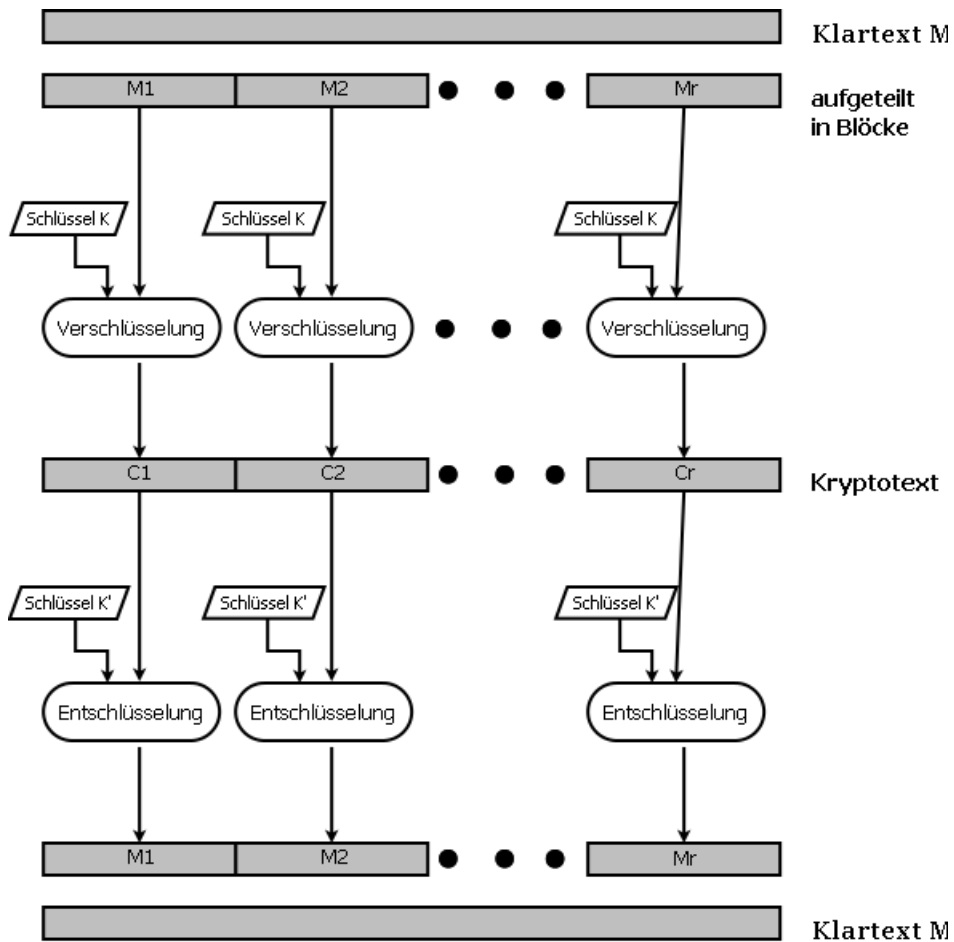 Klartext M
M1 M2 Mr
aufgeteilt
in Blöcke
Schlüssel K Schlüssel K Schlüssel K
Verschlüsselung Verschlüsselung Verschlüsselung
C1 C2 Cr
Kryptotext
Schlüssel K' Schlüssel K' Schlüssel K'
Entschlüsselung Entschlüsselung Entschlüsselung
M1 M2 Mr
Klartext M